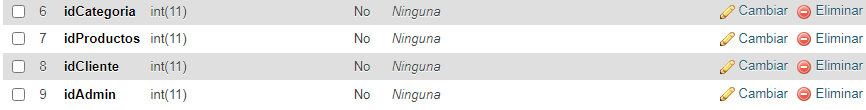 6 idCategoria int(11) No Ninguna Cambiar Eliminar
7 idProductos int(11) No Ninguna Cambiar Eliminar
8 idCliente int(11) No Ninguna Cambiar Eliminar
9 idAdmin int(11) No Ninguna Cambiar Eliminar